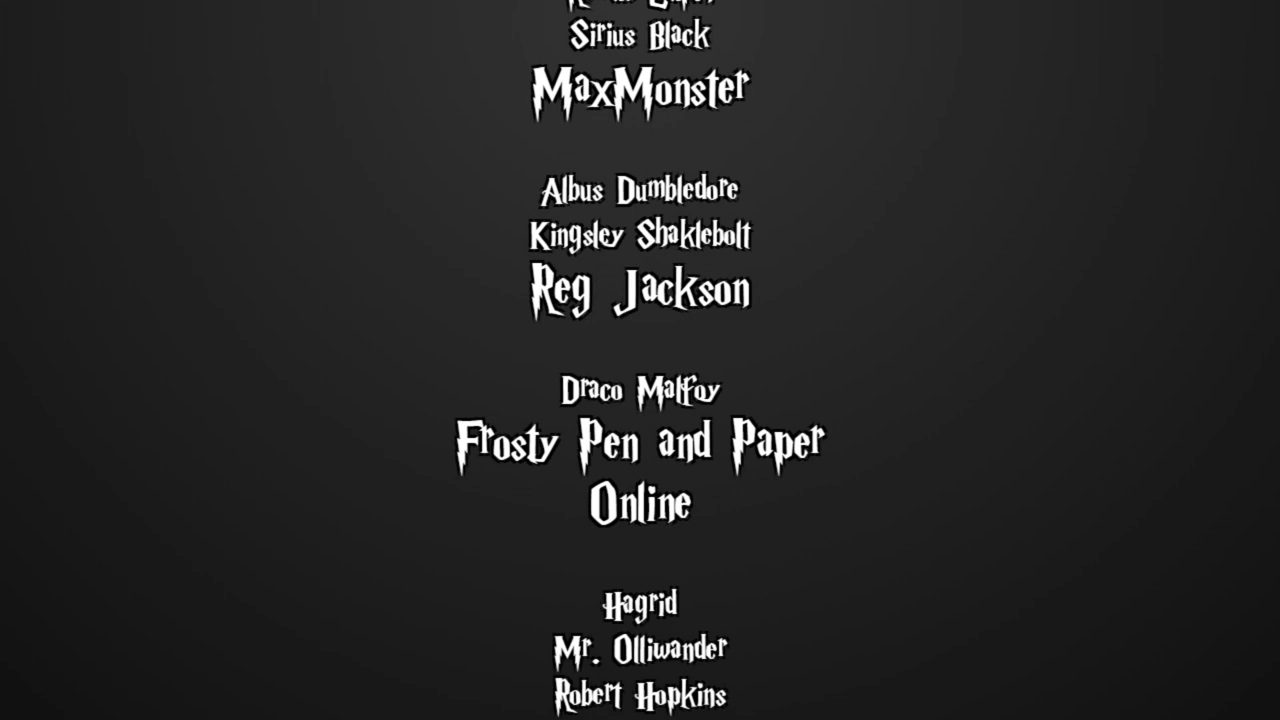 Sirius Black
MaxMonster
Albus Dumbledore
Kingsley Shaklebolt
Reg Jackson
Draco Malfoy
Frosty Pen and Paper
Online
Hagrid
Mr. Olliwander
Robert Hopkins